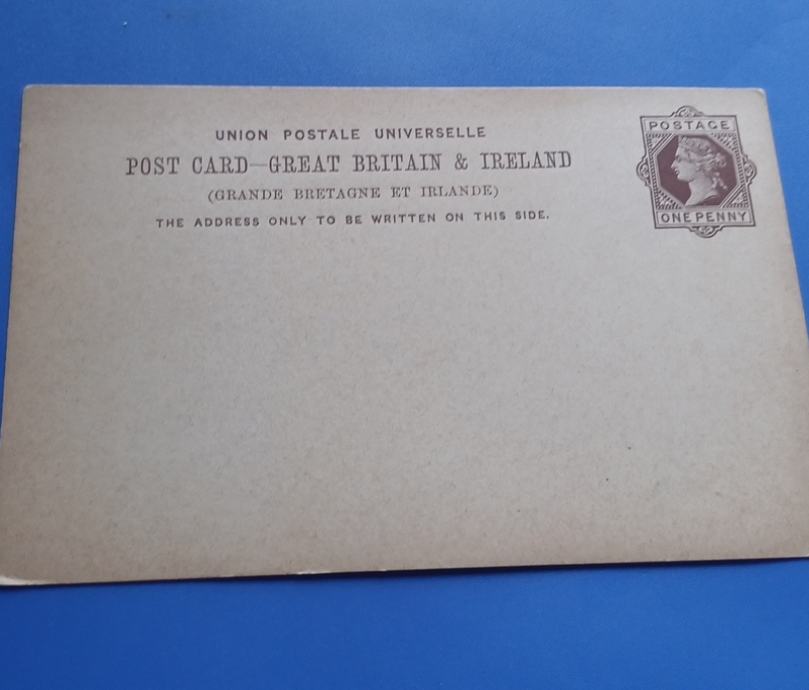 UNION POSTALE UNIVERSELLE
POST CARD—GREAT BRITAIN & IRELAND
(GRANDE BRETAGNE ET IRLANDE)
THE ADDRESS ONLY TO BE WRITTEN ON THIS SIDE.
POSTAGE
ONE PENNY